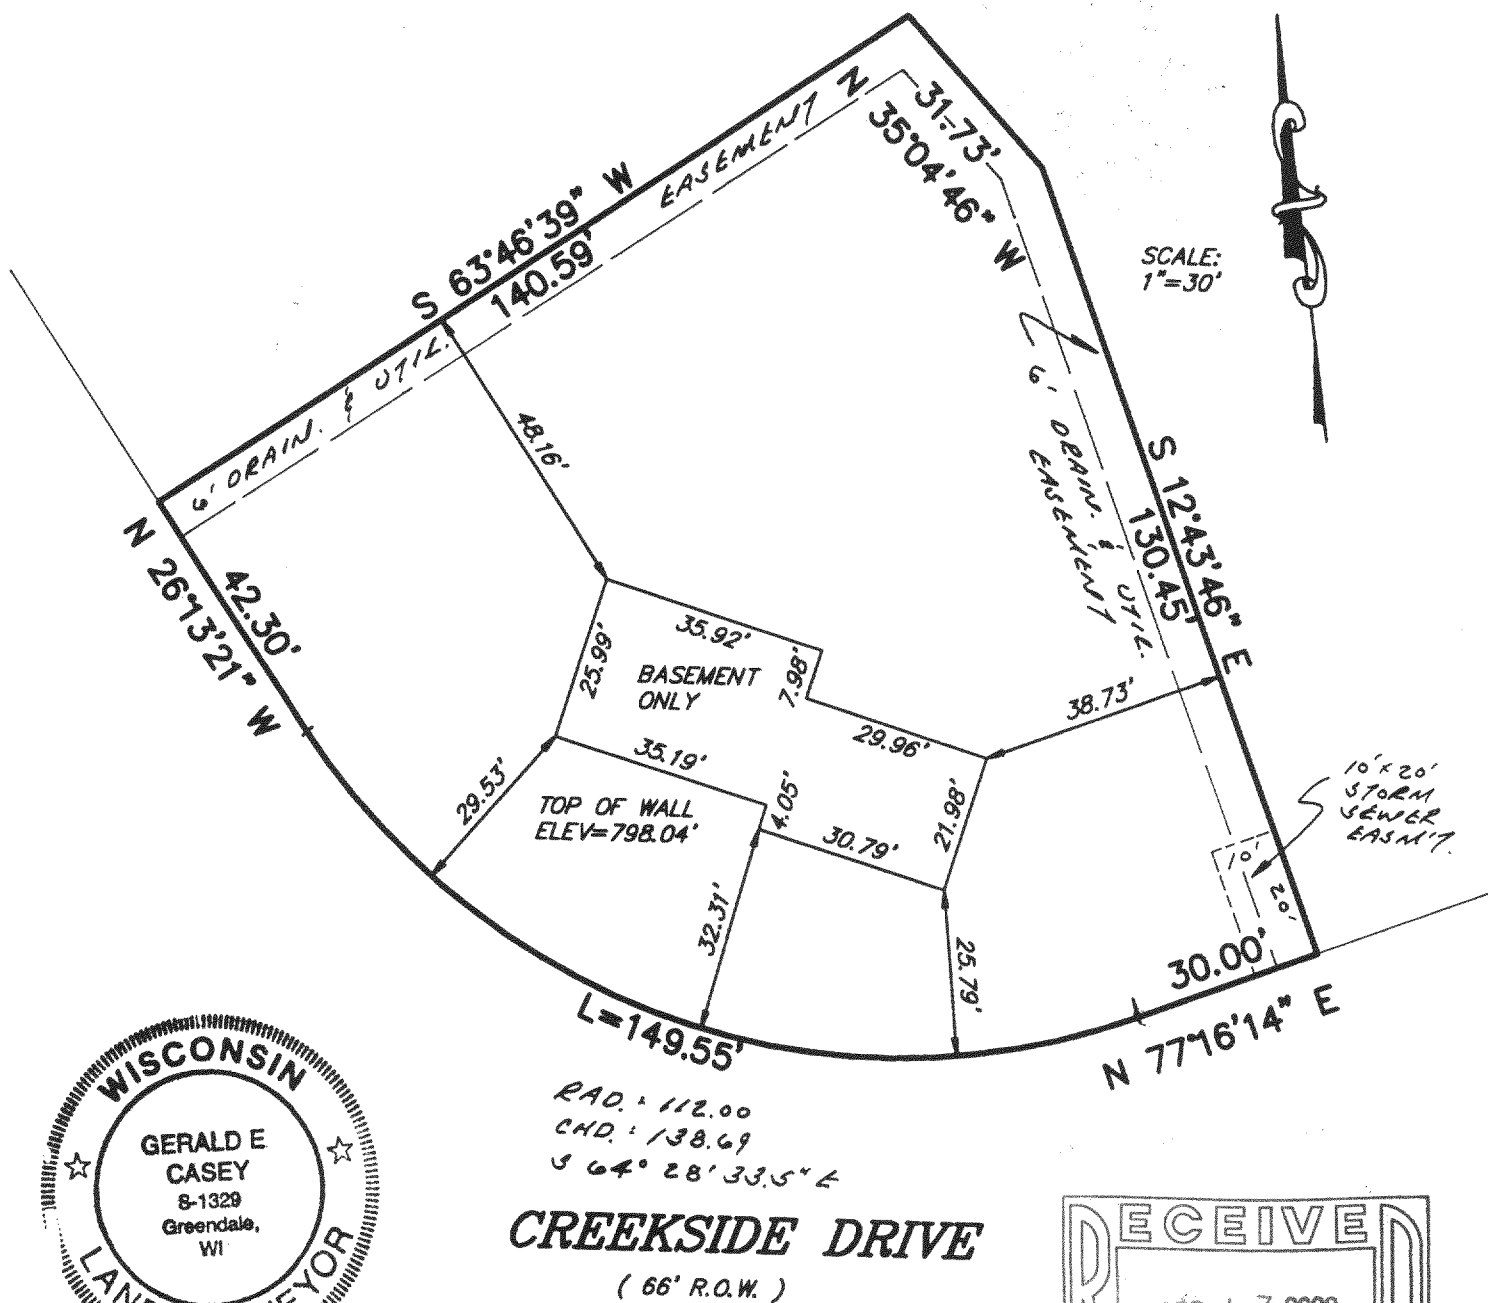 S 63°46'39" W
140.59'
6' DRAIN. & UTIL. EASEMENT
N 35°04'46" W
31.73'
SCALE:
1"=30'
6' DRAIN. & UTIL.
EASEMENT
S 12°43'46" E
130.45'
48.16'
N 26°13'21" W
42.30'
35.92'
25.99'
BASEMENT
ONLY
7.98'
29.96'
38.73'
35.19'
29.53'
TOP OF WALL
ELEV=798.04'
4.05'
30.79'
21.98'
10' x 20'
STORM
SEWER
EASM'T.
10'
20'
32.31'
25.79'
30.00'
N 77°16'14" E
L=149.55'
RAD. = 112.00
CHD. = 138.69
S 64° 28' 33.5" E
CREEKSIDE DRIVE
( 66' R.O.W. )
WISCONSIN
GERALD E
CASEY
S-1329
Greendale,
WI
RECEIVED